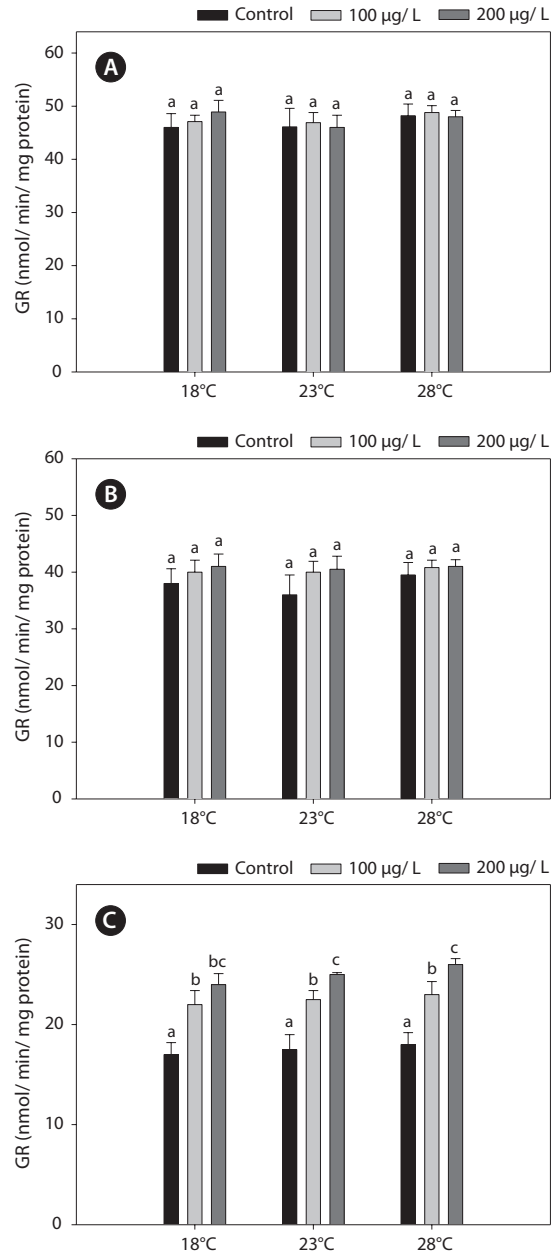 Control 100 µg/ L 200 µg/ L
A
GR (nmol/ min/ mg protein)
60
50
40
30
20
10
0
a a a a a a a a a
18°C 23°C 28°C
Control 100 µg/ L 200 µg/ L
B
GR (nmol/ min/ mg protein)
60
50
40
30
20
10
0
a a a a a a a a a
18°C 23°C 28°C
Control 100 µg/ L 200 µg/ L
C
GR (nmol/ min/ mg protein)
30
20
10
0
a b bc a b c a b c
18°C 23°C 28°C